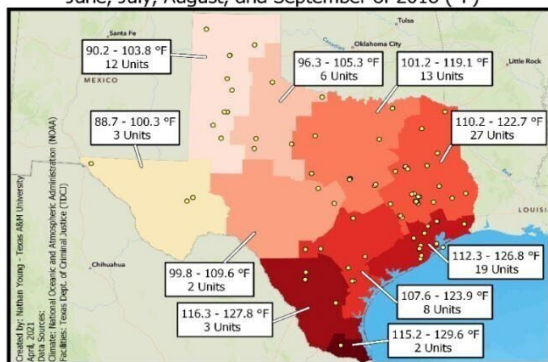 June, July, August, and September of 2018 (°F)
Santa Fe
Tulsa
Oklahoma City
Little Rock
90.2 - 103.8 °F
12 Units
96.3 - 105.3 °F
6 Units
101.2 - 119.1 °F
13 Units
MEXICO
88.7 - 100.3 °F
3 Units
110.2 - 122.7 °F
27 Units
LOUISI
Chihuahua
99.8 - 109.6 °F
2 Units
112.3 - 126.8 °F
19 Units
116.3 - 127.8 °F
3 Units
107.6 - 123.9 °F
8 Units
115.2 - 129.6 °F
2 Units
Created by: Nathan Young - Texas A&M University
April, 2021
Data Sources:
Climate: National Oceanic and Atmospheric Administration (NOAA)
Facilities: Texas Dept. of Criminal Justice (TDCJ)